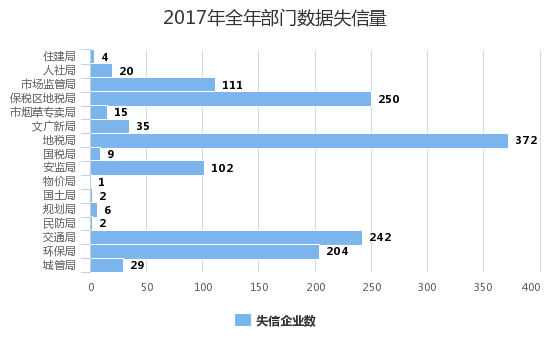 2017年全年部门数据失信量
住建局 4
人社局 20
市场监管局 111
保税区地税局 250
市烟草专卖局 15
文广新局 35
地税局 372
国税局 9
安监局 102
物价局 1
国土局 2
规划局 6
民防局 2
交通局 242
环保局 204
城管局 29
0 50 100 150 200 250 300 350 400
失信企业数